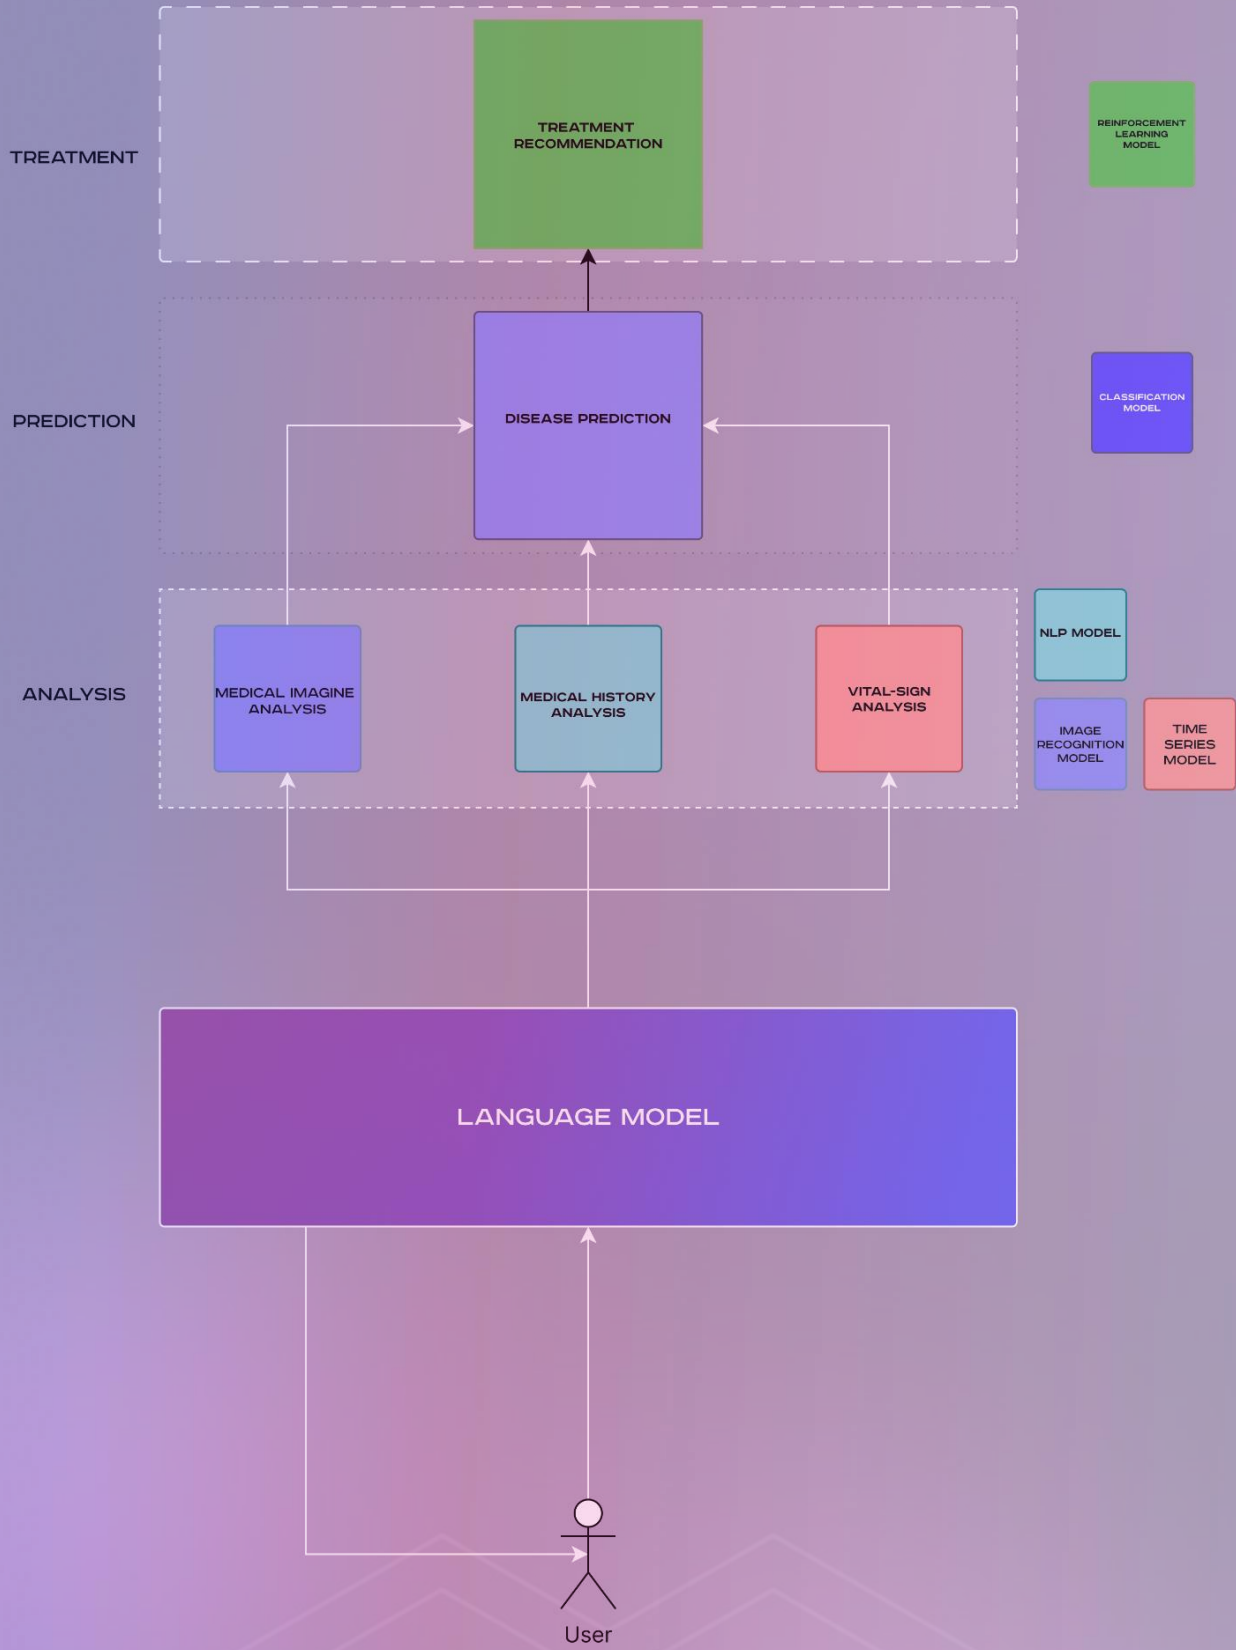 TREATMENT
RECOMMENDATION
REINFORCEMENT
LEARNING
MODEL
TREATMENT
DISEASE PREDICTION
CLASSIFICATION
MODEL
PREDICTION
MEDICAL IMAGINE
ANALYSIS
MEDICAL HISTORY
ANALYSIS
VITAL-SIGN
ANALYSIS
NLP MODEL
IMAGE
RECOGNITION
MODEL
TIME
SERIES
MODEL
ANALYSIS
LANGUAGE MODEL
User